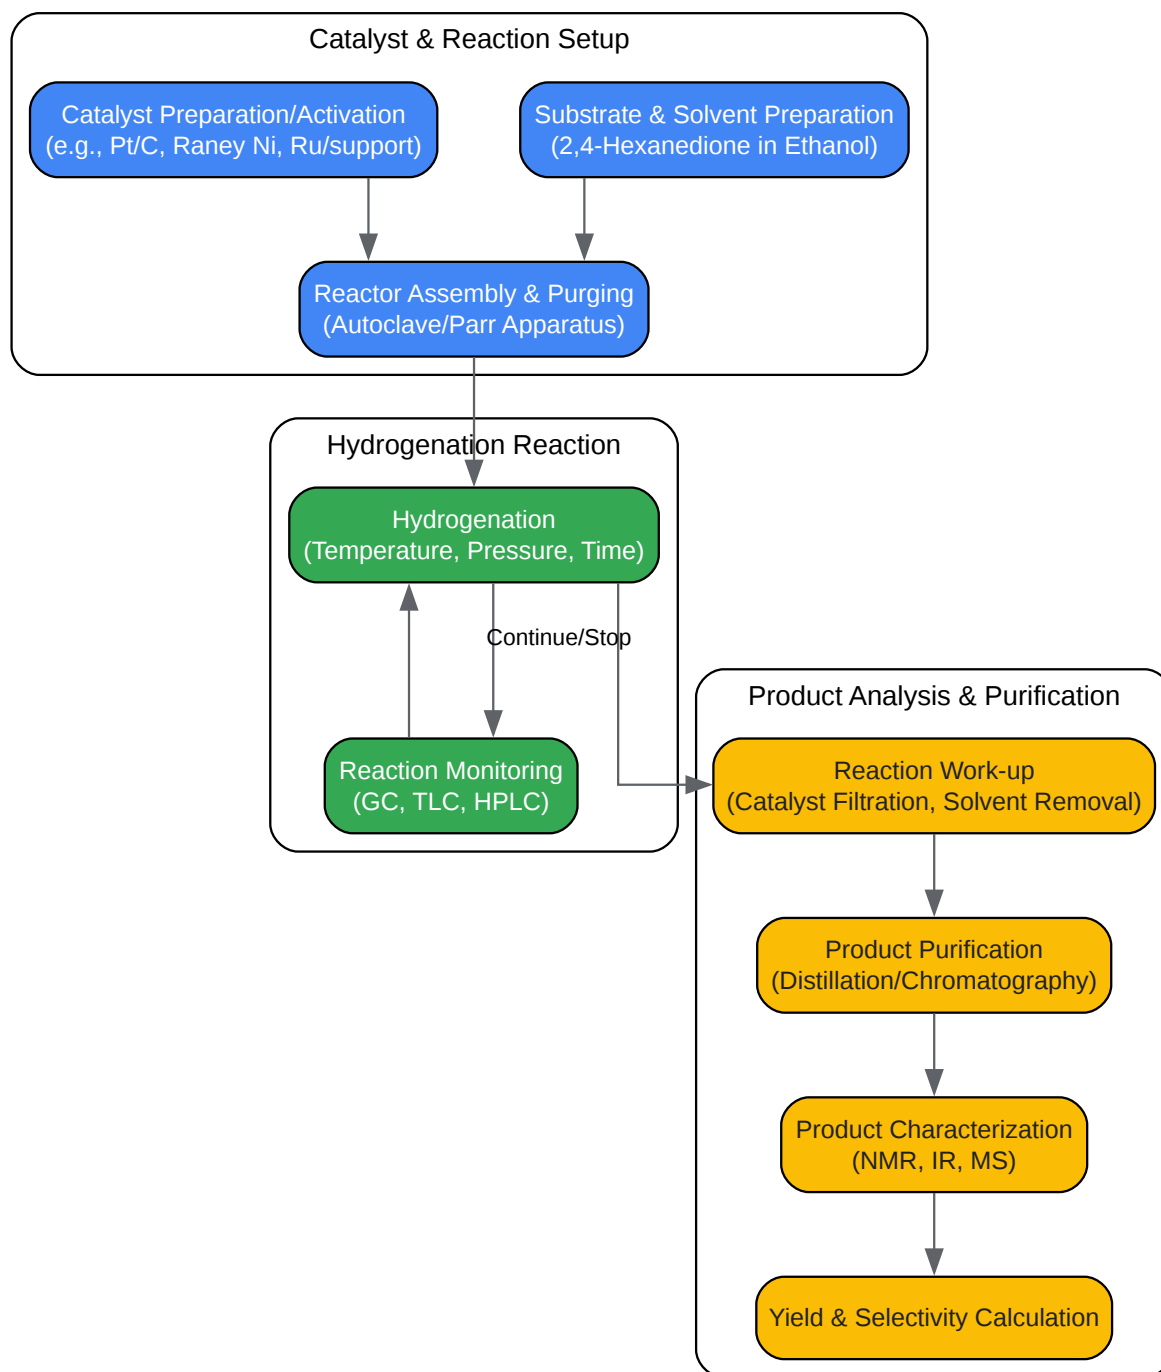 Catalyst & Reaction Setup
Catalyst Preparation/Activation
(e.g., Pt/C, Raney Ni, Ru/support)
Substrate & Solvent Preparation
(2,4-Hexanedione in Ethanol)
Reactor Assembly & Purging
(Autoclave/Parr Apparatus)
Hydrogenation Reaction
Hydrogenation
(Temperature, Pressure, Time)
Continue/Stop
Reaction Monitoring
(GC, TLC, HPLC)
Product Analysis & Purification
Reaction Work-up
(Catalyst Filtration, Solvent Removal)
Product Purification
(Distillation/Chromatography)
Product Characterization
(NMR, IR, MS)
Yield & Selectivity Calculation